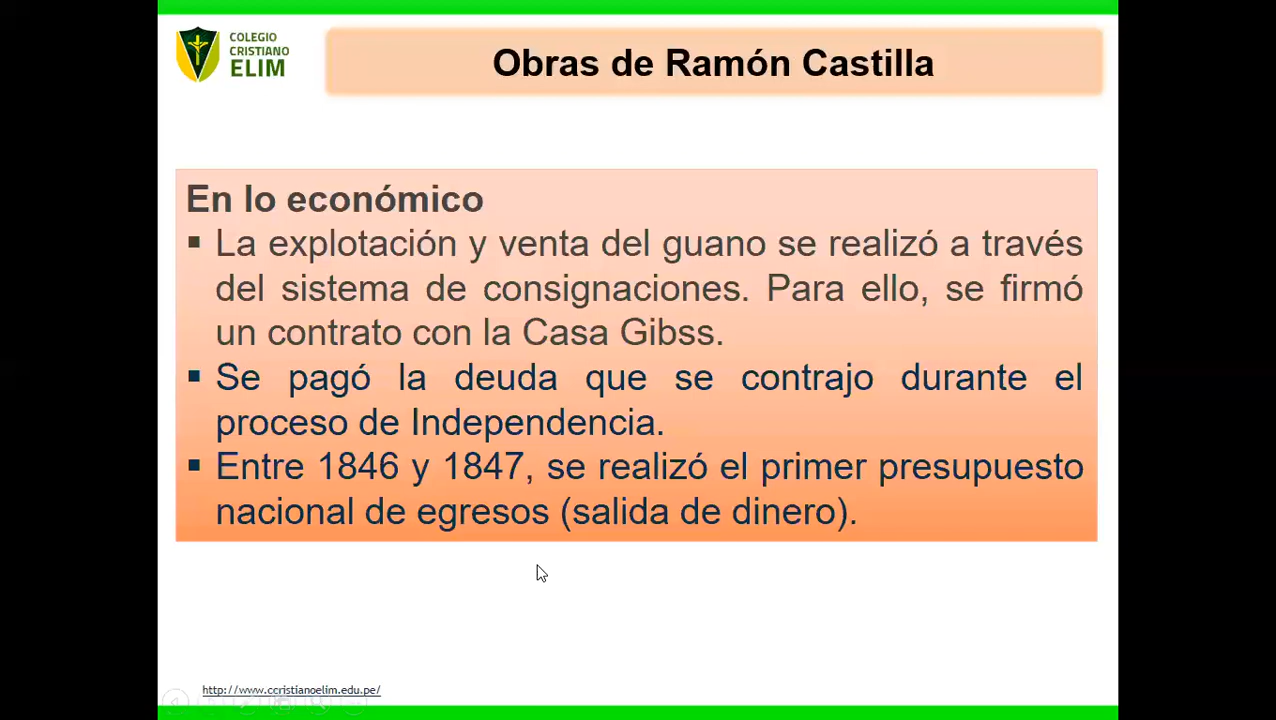 COLEGIO
CRISTIANO
ELIM
Obras de Ramón Castilla
En lo económico
▪ La explotación y venta del guano se realizó a través
del sistema de consignaciones. Para ello, se firmó
un contrato con la Casa Gibss.
▪ Se pagó la deuda que se contrajo durante el
proceso de Independencia.
▪ Entre 1846 y 1847, se realizó el primer presupuesto
nacional de egresos (salida de dinero).
http://www.ccristianoelim.edu.pe/